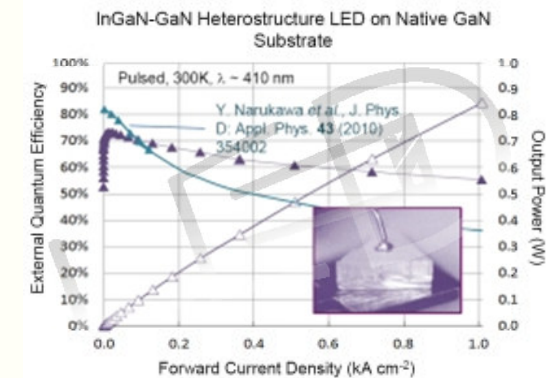 InGaN-GaN Heterostructure LED on Native GaN
Substrate
External Quantum Efficiency
100%
90%
80%
70%
60%
50%
40%
30%
20%
10%
0%
Pulsed, 300K, λ ~ 410 nm
Y. Narukawa et al., J. Phys.
D: Appl. Phys. 43 (2010)
354002
1.0
0.9
0.8
0.7
0.6
0.5
0.4
0.3
0.2
0.1
0.0
Output Power (W)
0.0 0.2 0.4 0.6 0.8 1.0
Forward Current Density (kA cm-2)